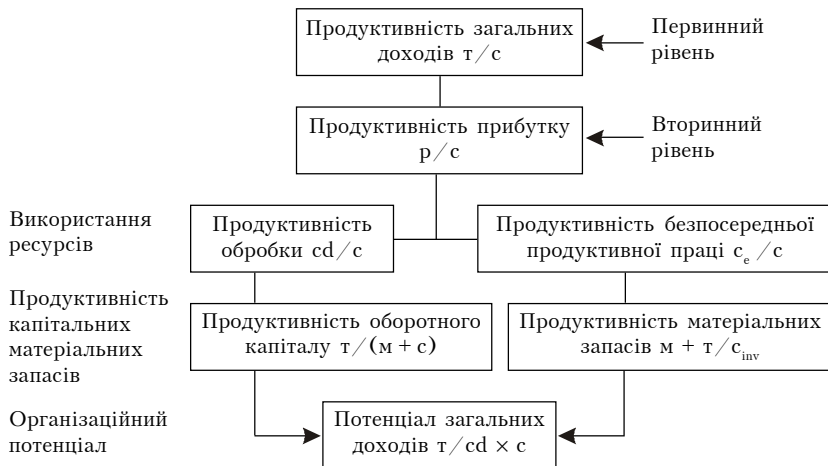 Продуктивність загальних
доходів т/с
Первинний
рівень
Продуктивність прибутку
р/с
Вторинний
рівень
Використання
ресурсів
Продуктивність
обробки cd/с
Продуктивність безпосередньої
продуктивної праці cₑ/с
Продуктивність
капітальних
матеріальних
запасів
Продуктивність оборотного
капіталу т/(м + с)
Продуктивність матеріальних
запасів м + т/c_inv
Організаційний
потенціал
Потенціал загальних
доходів т/cd × с